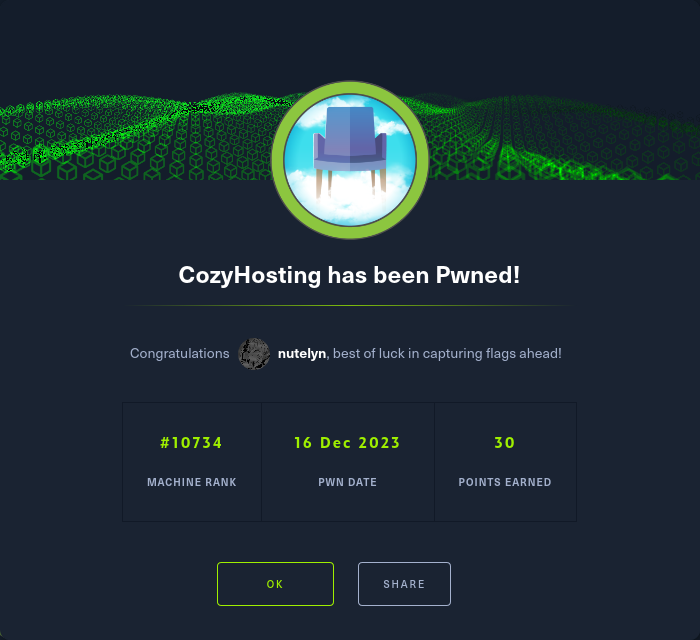 CozyHosting has been Pwned!
Congratulations nutelyn, best of luck in capturing flags ahead!
#10734 16 Dec 2023 30
MACHINE RANK PWN DATE POINTS EARNED
OK SHARE